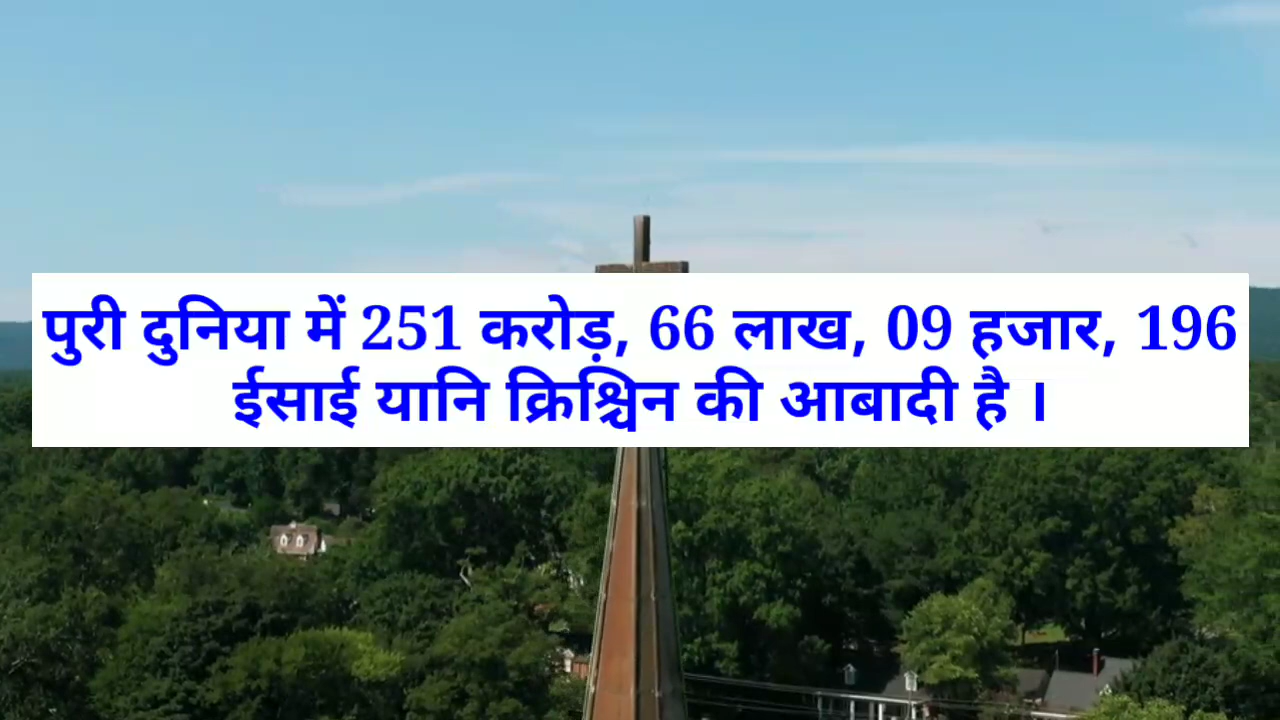 पुरी दुनिया में 251 करोड़, 66 लाख, 09 हजार, 196
ईसाई यानि क्रिश्चिन की आबादी है ।